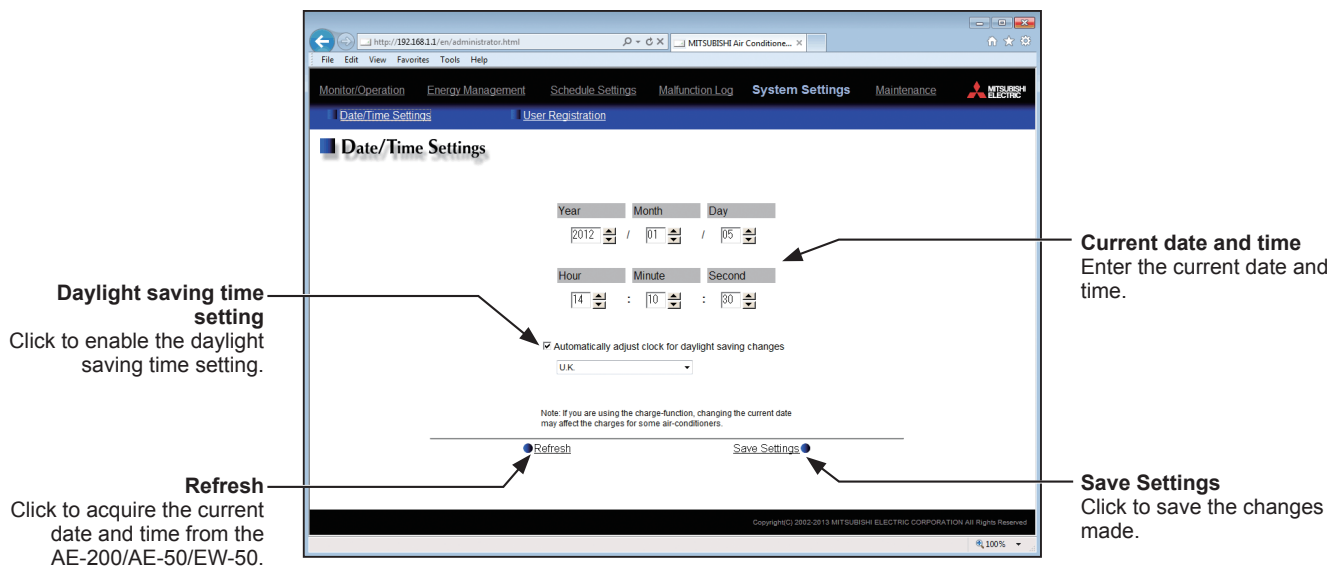 http://192.168.1.1/en/administrator.html
MITSUBISHI Air Conditione...
File Edit View Favorites Tools Help
Monitor/Operation Energy Management Schedule Settings Malfunction Log System Settings Maintenance
MITSUBISHI
ELECTRIC
Date/Time Settings User Registration
Date/Time Settings
Year Month Day
2012 / 01 / 05
Hour Minute Second
14 : 10 : 30
Automatically adjust clock for daylight saving changes
U.K.
Note: If you are using the charge-function, changing the current date
may affect the charges for some air-conditioners.
Refresh Save Settings
Copyright(C) 2002-2013 MITSUBISHI ELECTRIC CORPORATION All Rights Reserved
100%
Daylight saving time
setting
Click to enable the daylight
saving time setting.
Refresh
Click to acquire the current
date and time from the
AE-200/AE-50/EW-50.
Current date and time
Enter the current date and
time.
Save Settings
Click to save the changes
made.